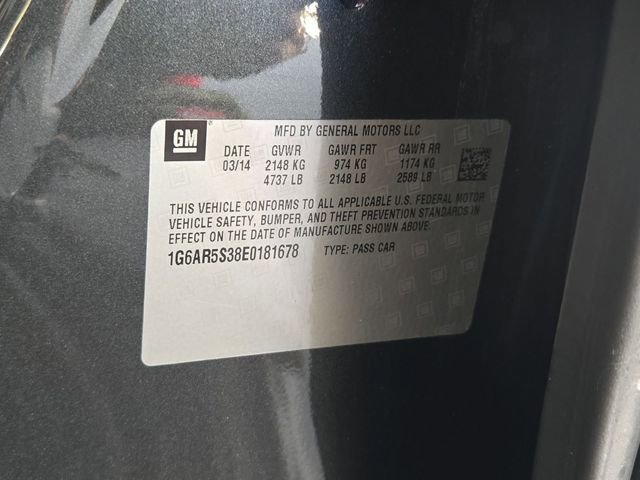 GM
MFD BY GENERAL MOTORS LLC
DATE GVWR GAWR FRT GAWR RR
03/14 2148 KG 974 KG 1174 KG
4737 LB 2148 LB 2589 LB
THIS VEHICLE CONFORMS TO ALL APPLICABLE U.S. FEDERAL MOTOR
VEHICLE SAFETY, BUMPER, AND THEFT PREVENTION STANDARDS IN
EFFECT ON THE DATE OF MANUFACTURE SHOWN ABOVE.
1G6AR5S38E0181678 TYPE: PASS CAR